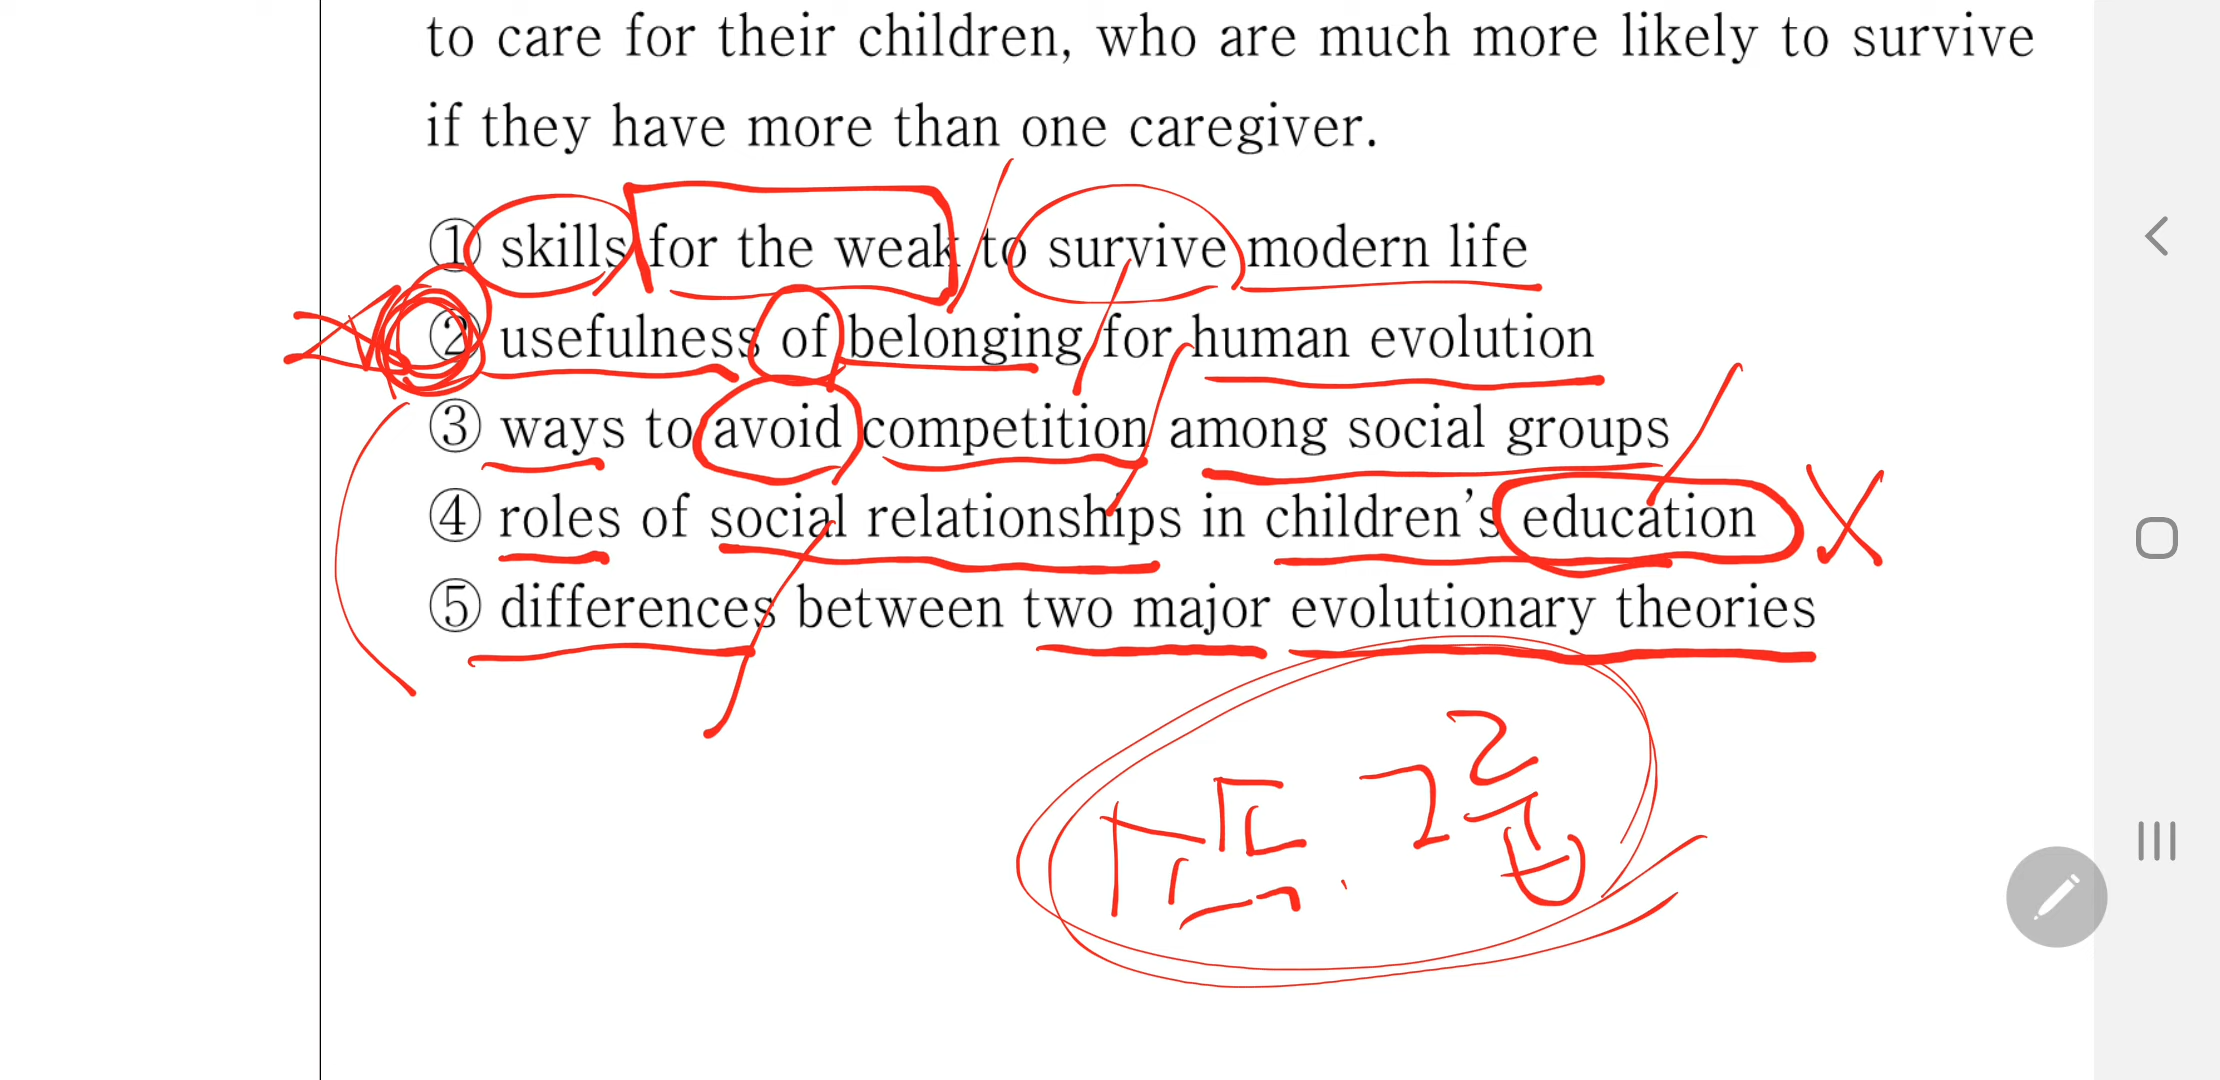 to care for their children, who are much more likely to survive
if they have more than one caregiver.
① skills for the weak to survive modern life
② usefulness of belonging for human evolution
③ ways to avoid competition among social groups
④ roles of social relationships in children's education
⑤ differences between two major evolutionary theories